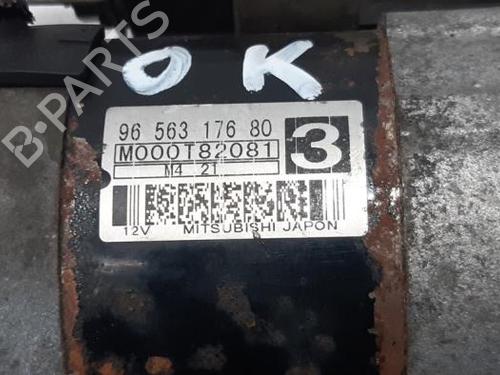 OK
96 563 176 80
M000T82081
3
M4 21
12V MITSUBISHI JAPON
B-PARTS